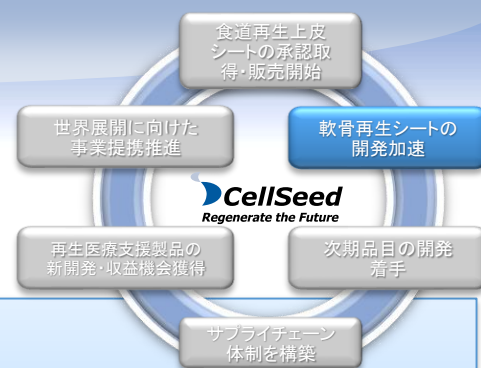 食道再生上皮
シートの承認取
得・販売開始
世界展開に向けた
事業提携推進
軟骨再生シートの
開発加速
CellSeed
Regenerate the Future
再生医療支援製品の
新開発・収益機会獲得
次期品目の開発
着手
サプライチェーン
体制を構築